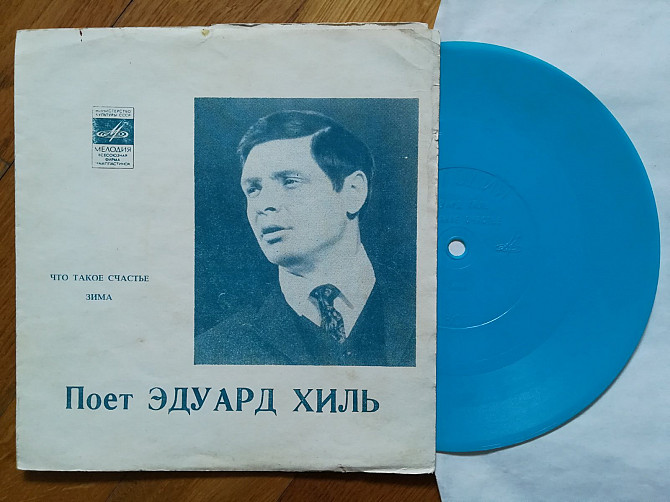 МИНИСТЕРСТВО
КУЛЬТУРЫ СССР
МЕЛОДИЯ
ВСЕСОЮЗНАЯ
ФИРМА
ГРАМПЛАСТИНОК
ЧТО ТАКОЕ СЧАСТЬЕ
ЗИМА
Поет ЭДУАРД ХИЛЬ